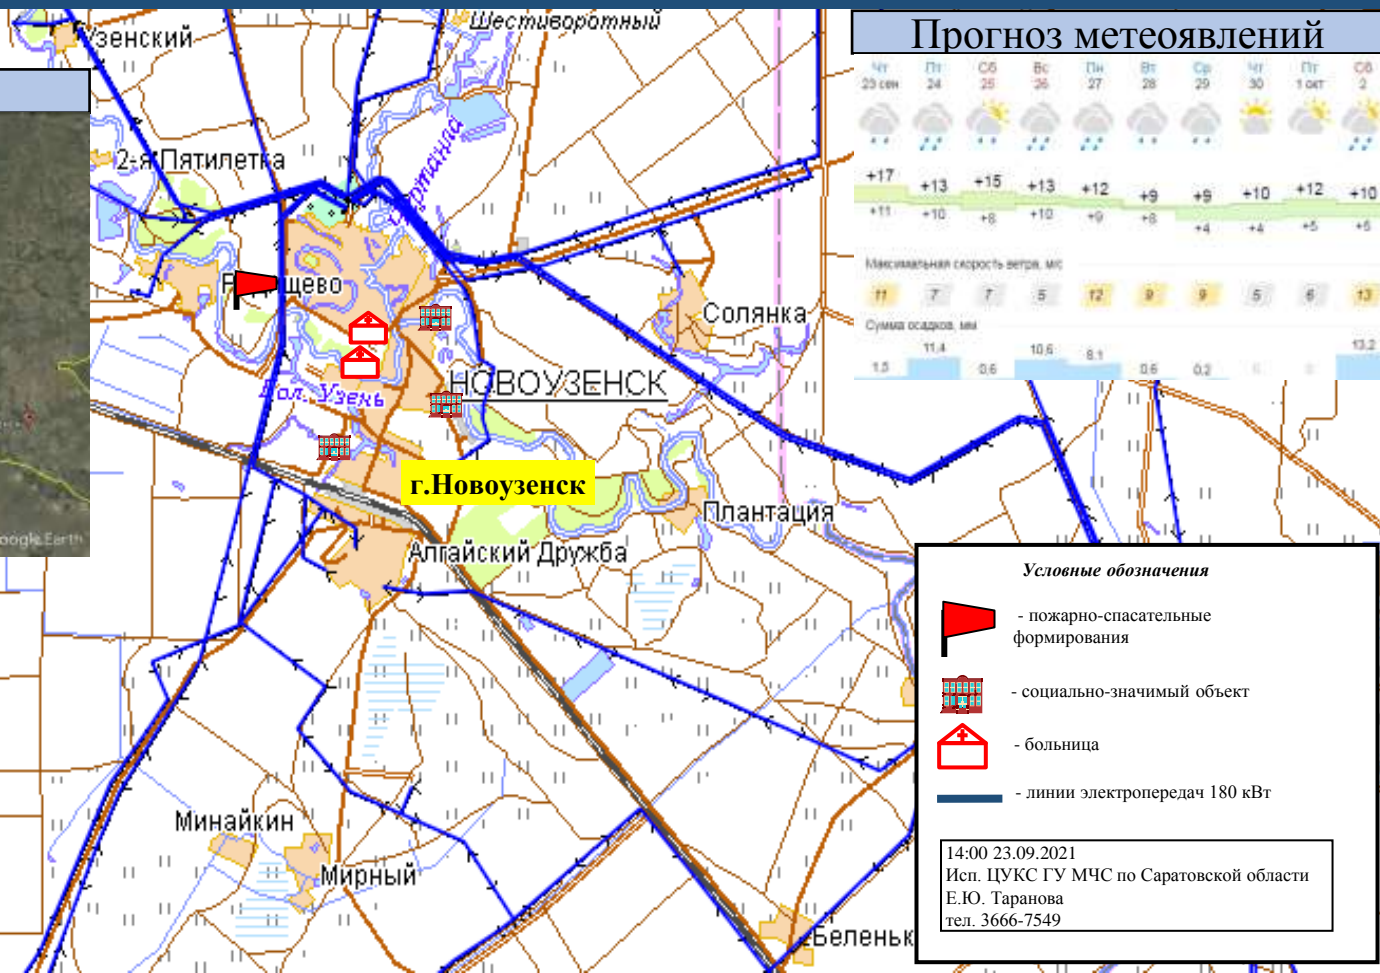 Прогноз метеоявлений
Чт Пт Сб Вс Пн Вт Ср Чт Пт Сб
23 сен 24 25 26 27 28 29 30 1 окт 2
+17 +13 +15 +13 +12 +9 +9 +10 +12 +10
+11 +10 +8 +10 +9 +8 +4 +4 +5 +5
Максимальная скорость ветра, м/с
11 7 7 5 12 9 9 5 6 13
Сумма осадков, мм
1,5 11,4 0,6 10,6 8,1 0,6 0,2 13,2
Узенский
Шестиворотный
2-я Пятилетка
щево
Солянка
НОВОУЗЕНСК
Бол. Узень
г.Новоузенск
Плантация
Алгайский Дружба
Минайкин
Мирный
Беленьк
oogle Earth
Условные обозначения
- пожарно-спасательные
формирования
- социально-значимый объект
- больница
- линии электропередач 180 кВт
14:00 23.09.2021
Исп. ЦУКС ГУ МЧС по Саратовской области
Е.Ю. Таранова
тел. 3666-7549